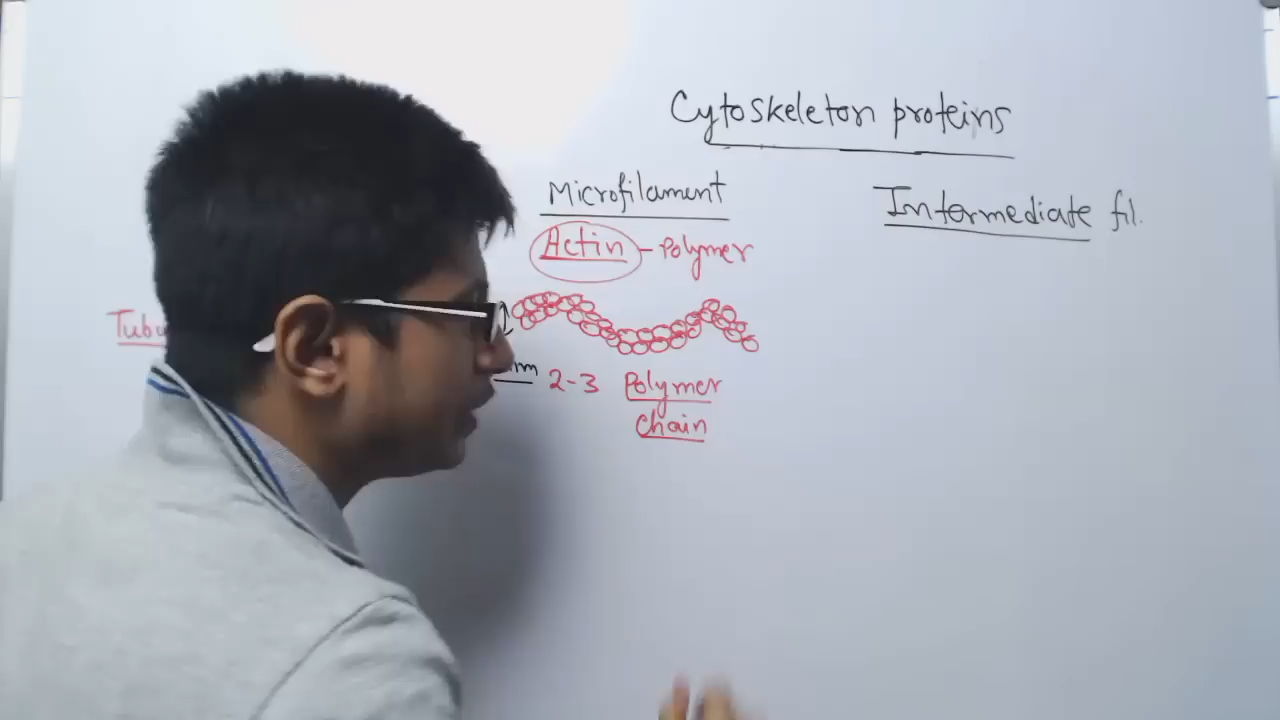 Cytoskeleton proteins
Microfilament
Intermediate fil.
Actin - Polymer
2-3 Polymer
Chain